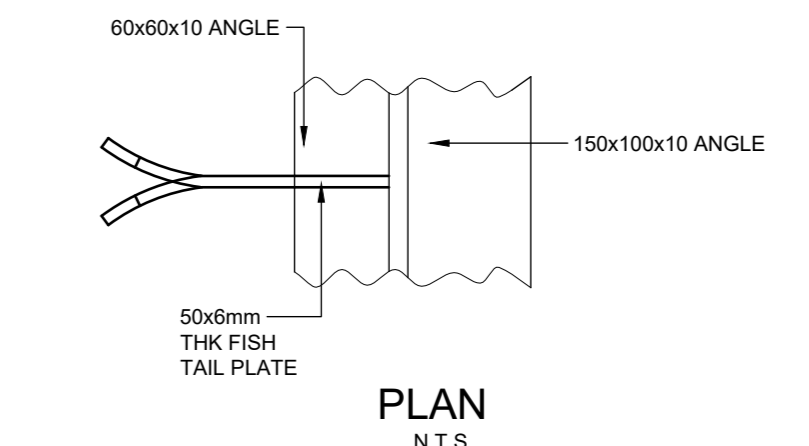 60x60x10 ANGLE
150x100x10 ANGLE
50x6mm
THK FISH
TAIL PLATE
PLAN
N.T.S